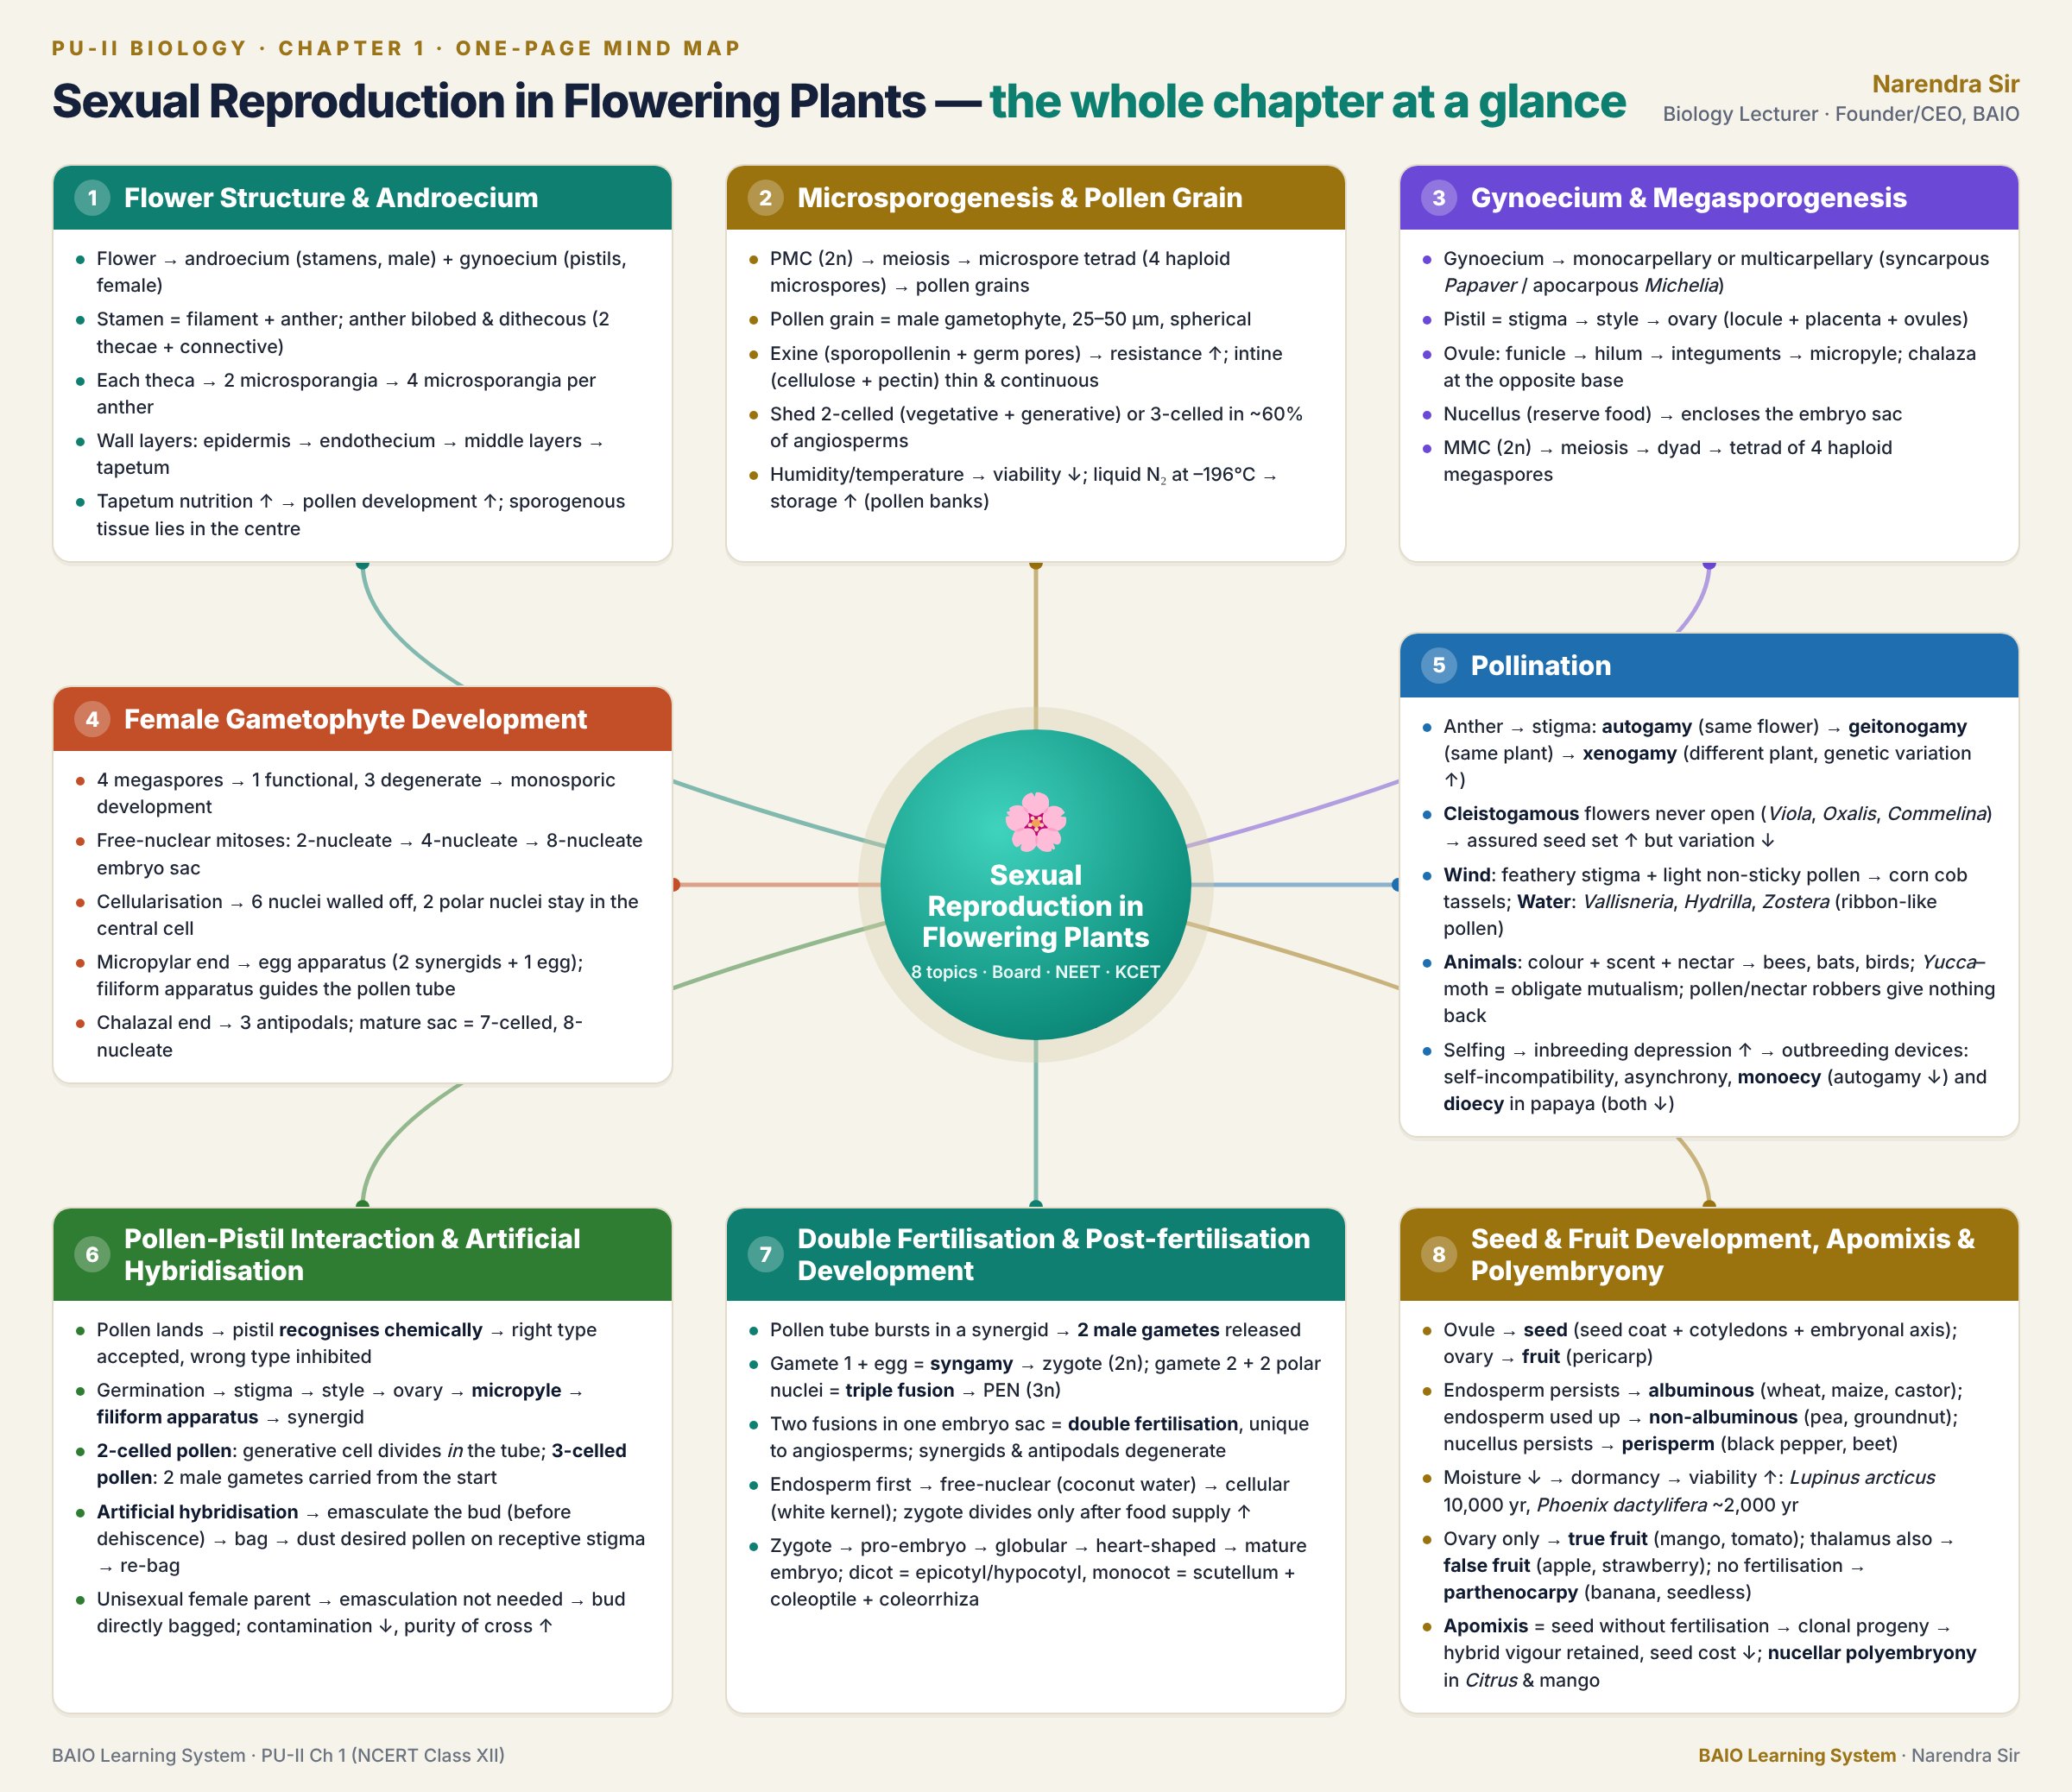 PU-II BIOLOGY · CHAPTER 1 · ONE-PAGE MIND MAP
Sexual Reproduction in Flowering Plants — the whole chapter at a glance
Narendra Sir
Biology Lecturer · Founder/CEO, BAIO
1 Flower Structure & Androecium
• Flower → androecium (stamens, male) + gynoecium (pistils,
female)
• Stamen = filament + anther; anther bilobed & dithecous (2
thecae + connective)
• Each theca → 2 microsporangia → 4 microsporangia per
anther
• Wall layers: epidermis → endothecium → middle layers →
tapetum
• Tapetum nutrition ↑ → pollen development ↑; sporogenous
tissue lies in the centre
2 Microsporogenesis & Pollen Grain
• PMC (2n) → meiosis → microspore tetrad (4 haploid
microspores) → pollen grains
• Pollen grain = male gametophyte, 25–50 µm, spherical
• Exine (sporopollenin + germ pores) → resistance ↑; intine
(cellulose + pectin) thin & continuous
• Shed 2-celled (vegetative + generative) or 3-celled in ~60%
of angiosperms
• Humidity/temperature → viability ↓; liquid N₂ at –196°C →
storage ↑ (pollen banks)
3 Gynoecium & Megasporogenesis
• Gynoecium → monocarpellary or multicarpellary (syncarpous
Papaver / apocarpous Michelia)
• Pistil = stigma → style → ovary (locule + placenta + ovules)
• Ovule: funicle → hilum → integuments → micropyle; chalaza
at the opposite base
• Nucellus (reserve food) → encloses the embryo sac
• MMC (2n) → meiosis → dyad → tetrad of 4 haploid
megaspores
4 Female Gametophyte Development
• 4 megaspores → 1 functional, 3 degenerate → monosporic
development
• Free-nuclear mitoses: 2-nucleate → 4-nucleate → 8-nucleate
embryo sac
• Cellularisation → 6 nuclei walled off, 2 polar nuclei stay in the
central cell
• Micropylar end → egg apparatus (2 synergids + 1 egg);
filiform apparatus guides the pollen tube
• Chalazal end → 3 antipodals; mature sac = 7-celled, 8-
nucleate
🌸
Sexual
Reproduction in
Flowering Plants
8 topics · Board · NEET · KCET
5 Pollination
• Anther → stigma: autogamy (same flower) → geitonogamy
(same plant) → xenogamy (different plant, genetic variation
↑)
• Cleistogamous flowers never open (Viola, Oxalis, Commelina)
→ assured seed set ↑ but variation ↓
• Wind: feathery stigma + light non-sticky pollen → corn cob
tassels; Water: Vallisneria, Hydrilla, Zostera (ribbon-like
pollen)
• Animals: colour + scent + nectar → bees, bats, birds; Yucca–
moth = obligate mutualism; pollen/nectar robbers give nothing
back
• Selfing → inbreeding depression ↑ → outbreeding devices:
self-incompatibility, asynchrony, monoecy (autogamy ↓) and
dioecy in papaya (both ↓)
6 Pollen-Pistil Interaction & Artificial
Hybridisation
• Pollen lands → pistil recognises chemically → right type
accepted, wrong type inhibited
• Germination → stigma → style → ovary → micropyle →
filiform apparatus → synergid
• 2-celled pollen: generative cell divides in the tube; 3-celled
pollen: 2 male gametes carried from the start
• Artificial hybridisation → emasculate the bud (before
dehiscence) → bag → dust desired pollen on receptive stigma
→ re-bag
• Unisexual female parent → emasculation not needed → bud
directly bagged; contamination ↓, purity of cross ↑
7 Double Fertilisation & Post-fertilisation
Development
• Pollen tube bursts in a synergid → 2 male gametes released
• Gamete 1 + egg = syngamy → zygote (2n); gamete 2 + 2 polar
nuclei = triple fusion → PEN (3n)
• Two fusions in one embryo sac = double fertilisation, unique
to angiosperms; synergids & antipodals degenerate
• Endosperm first → free-nuclear (coconut water) → cellular
(white kernel); zygote divides only after food supply ↑
• Zygote → pro-embryo → globular → heart-shaped → mature
embryo; dicot = epicotyl/hypocotyl, monocot = scutellum +
coleoptile + coleorrhiza
8 Seed & Fruit Development, Apomixis &
Polyembryony
• Ovule → seed (seed coat + cotyledons + embryonal axis);
ovary → fruit (pericarp)
• Endosperm persists → albuminous (wheat, maize, castor);
endosperm used up → non-albuminous (pea, groundnut);
nucellus persists → perisperm (black pepper, beet)
• Moisture ↓ → dormancy → viability ↑: Lupinus arcticus
10,000 yr, Phoenix dactylifera ~2,000 yr
• Ovary only → true fruit (mango, tomato); thalamus also →
false fruit (apple, strawberry); no fertilisation →
parthenocarpy (banana, seedless)
• Apomixis = seed without fertilisation → clonal progeny →
hybrid vigour retained, seed cost ↓; nucellar polyembryony
in Citrus & mango
BAIO Learning System · PU-II Ch 1 (NCERT Class XII)
BAIO Learning System · Narendra Sir